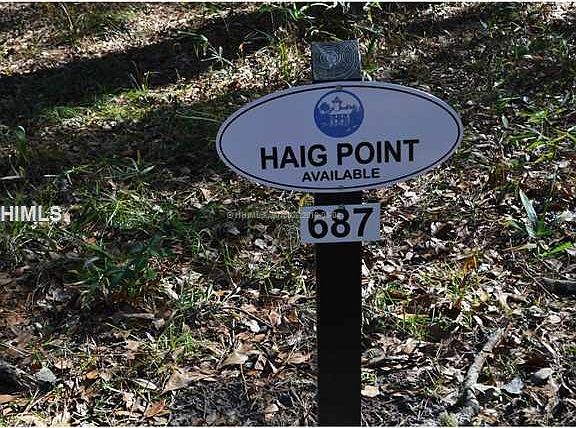 HAIG POINT
AVAILABLE
687
HIMLS